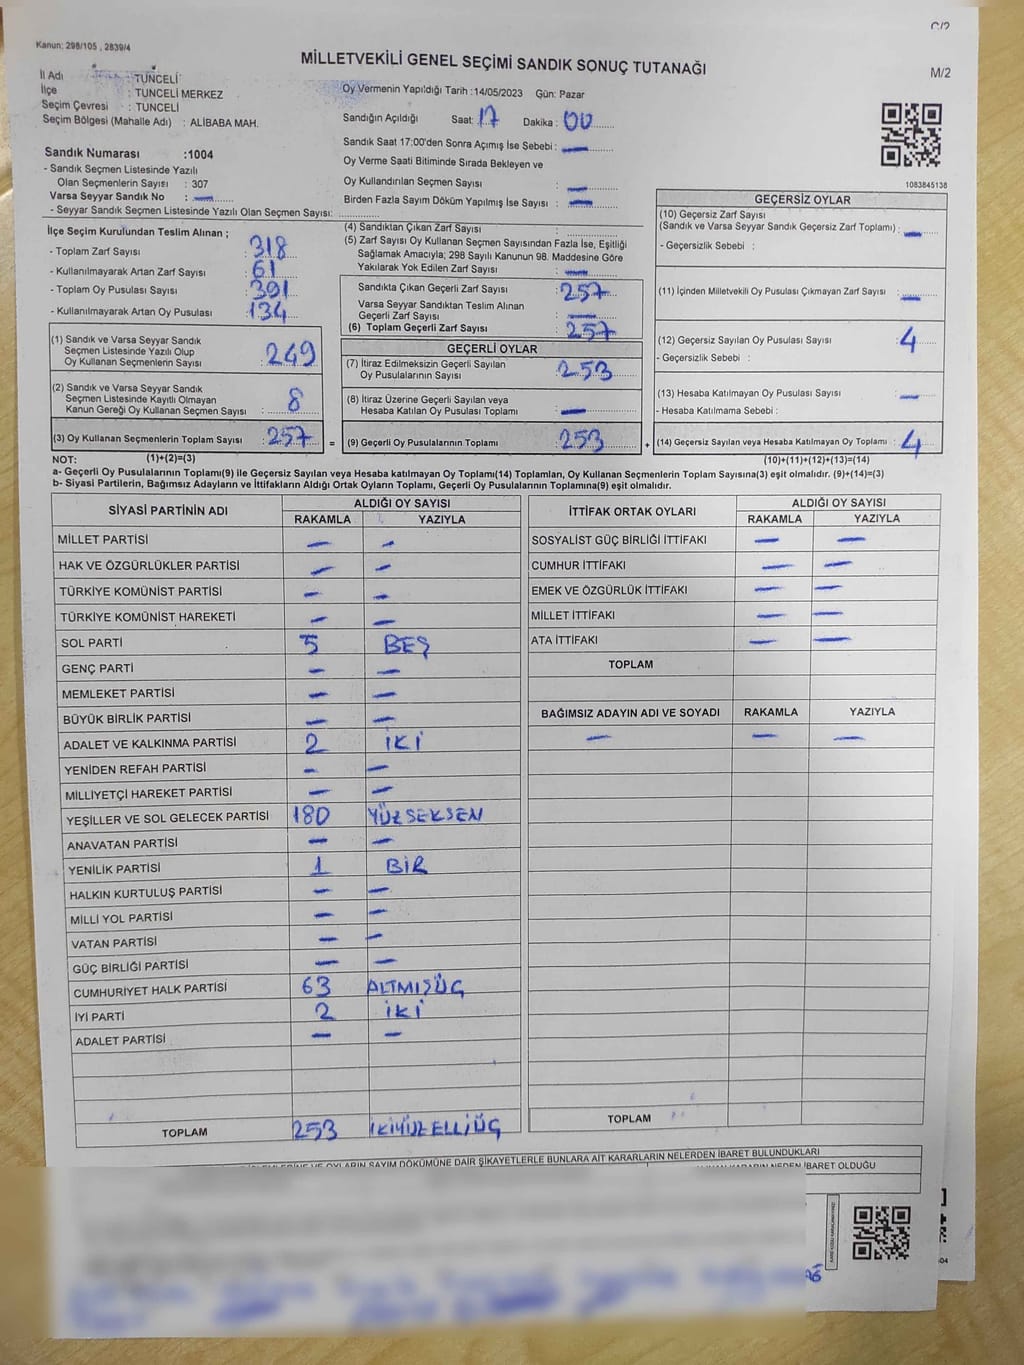 Kanun: 298/105 , 2839/4
MİLLETVEKİLİ GENEL SEÇİMİ SANDIK SONUÇ TUTANAĞI
M/2
İl Adı : TUNCELİ
İlçe : TUNCELİ MERKEZ
Seçim Çevresi : TUNCELİ
Seçim Bölgesi (Mahalle Adı) : ALİBABA MAH.
Sandık Numarası :1004
- Sandık Seçmen Listesinde Yazılı
Olan Seçmenlerin Sayısı : 307
Varsa Seyyar Sandık No : —
- Seyyar Sandık Seçmen Listesinde Yazılı Olan Seçmen Sayısı:
Oy Vermenin Yapıldığı Tarih :14/05/2023 Gün: Pazar
Sandığın Açıldığı Saat: 17 Dakika : 00
Sandık Saat 17:00'den Sonra Açımış İse Sebebi : —
Oy Verme Saati Bitiminde Sırada Bekleyen ve
Oy Kullandırılan Seçmen Sayısı : —
Birden Fazla Sayım Döküm Yapılmış İse Sayısı : —
1083845138
İlçe Seçim Kurulundan Teslim Alınan ;
- Toplam Zarf Sayısı : 318
- Kullanılmayarak Artan Zarf Sayısı : 61
- Toplam Oy Pusulası Sayısı : 391
- Kullanılmayarak Artan Oy Pusulası : 134
(1) Sandık ve Varsa Seyyar Sandık
Seçmen Listesinde Yazılı Olup
Oy Kullanan Seçmenlerin Sayısı : 249
(2) Sandık ve Varsa Seyyar Sandık
Seçmen Listesinde Kayıtlı Olmayan
Kanun Gereği Oy Kullanan Seçmen Sayısı : 8
(3) Oy Kullanan Seçmenlerin Toplam Sayısı : 257 =
(4) Sandıktan Çıkan Zarf Sayısı :
(5) Zarf Sayısı Oy Kullanan Seçmen Sayısından Fazla İse, Eşitliği
Sağlamak Amacıyla; 298 Sayılı Kanunun 98. Maddesine Göre
Yakılarak Yok Edilen Zarf Sayısı : —
Sandıkta Çıkan Geçerli Zarf Sayısı : 257
Varsa Seyyar Sandıktan Teslim Alınan
Geçerli Zarf Sayısı : —
(6) Toplam Geçerli Zarf Sayısı : 257
GEÇERLİ OYLAR
(7) İtiraz Edilmeksizin Geçerli Sayılan
Oy Pusulalarının Sayısı : 253
(8) İtiraz Üzerine Geçerli Sayılan veya
Hesaba Katılan Oy Pusulası Toplamı : —
(9) Geçerli Oy Pusulalarının Toplamı : 253 +
GEÇERSİZ OYLAR
(10) Geçersiz Zarf Sayısı
(Sandık ve Varsa Seyyar Sandık Geçersiz Zarf Toplamı) : —
- Geçersizlik Sebebi :
(11) İçinden Milletvekili Oy Pusulası Çıkmayan Zarf Sayısı : —
(12) Geçersiz Sayılan Oy Pusulası Sayısı : 4
- Geçersizlik Sebebi :
(13) Hesaba Katılmayan Oy Pusulası Sayısı : —
- Hesaba Katılmama Sebebi :
(14) Geçersiz Sayılan veya Hesaba Katılmayan Oy Toplamı : 4
NOT: (1)+(2)=(3) (10)+(11)+(12)+(13)=(14)
a- Geçerli Oy Pusulalarının Toplamı(9) ile Geçersiz Sayılan veya Hesaba katılmayan Oy Toplamı(14) Toplamları, Oy Kullanan Seçmenlerin Toplam Sayısına(3) eşit olmalıdır. (9)+(14)=(3)
b- Siyasi Partilerin, Bağımsız Adayların ve İttifakların Aldığı Ortak Oyların Toplamı, Geçerli Oy Pusulalarının Toplamına(9) eşit olmalıdır.
SİYASİ PARTİNİN ADI ALDIĞI OY SAYISI
RAKAMLA YAZIYLA
MİLLET PARTİSİ — —
HAK VE ÖZGÜRLÜKLER PARTİSİ — —
TÜRKİYE KOMÜNİST PARTİSİ — —
TÜRKİYE KOMÜNİST HAREKETİ — —
SOL PARTİ 5 BEŞ
GENÇ PARTİ — —
MEMLEKET PARTİSİ — —
BÜYÜK BİRLİK PARTİSİ — —
ADALET VE KALKINMA PARTİSİ 2 İKİ
YENİDEN REFAH PARTİSİ — —
MİLLİYETÇİ HAREKET PARTİSİ — —
YEŞİLLER VE SOL GELECEK PARTİSİ 180 YÜZSEKSEN
ANAVATAN PARTİSİ — —
YENİLİK PARTİSİ 1 BİR
HALKIN KURTULUŞ PARTİSİ — —
MİLLİ YOL PARTİSİ — —
VATAN PARTİSİ — —
GÜÇ BİRLİĞİ PARTİSİ — —
CUMHURİYET HALK PARTİSİ 63 ALTMIŞÜÇ
İYİ PARTİ 2 İKİ
ADALET PARTİSİ — —
TOPLAM 253 İKİYÜZELLİÜÇ
İTTİFAK ORTAK OYLARI ALDIĞI OY SAYISI
RAKAMLA YAZIYLA
SOSYALİST GÜÇ BİRLİĞİ İTTİFAKI — —
CUMHUR İTTİFAKI — —
EMEK VE ÖZGÜRLÜK İTTİFAKI — —
MİLLET İTTİFAKI — —
ATA İTTİFAKI — —
TOPLAM
BAĞIMSIZ ADAYIN ADI VE SOYADI RAKAMLA YAZIYLA
— — —
TOPLAM
OYLARIN SAYIM DÖKÜMÜNE DAİR ŞİKAYETLERLE BUNLARA AİT KARARLARIN NELERDEN İBARET BULUNDUKLARI
NEDEN İBARET OLDUĞU